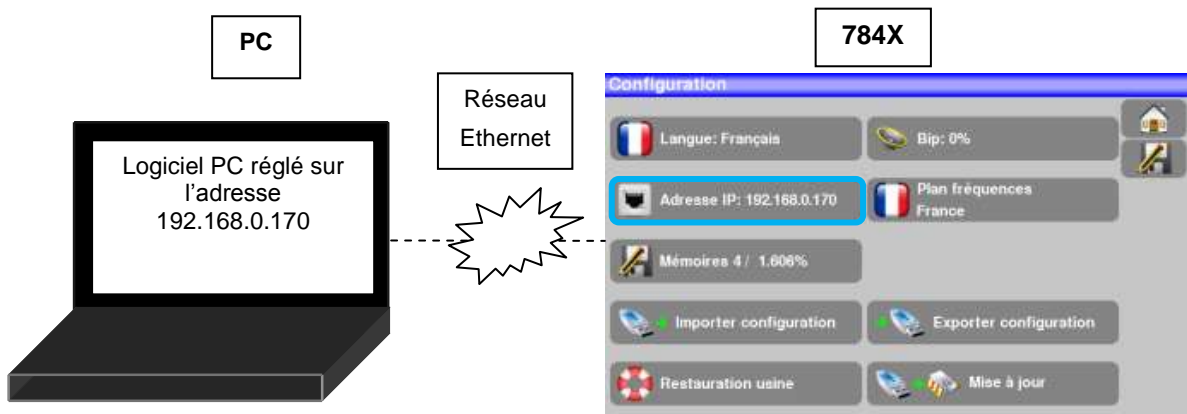 PC
784X
Réseau
Ethernet
Logiciel PC réglé sur
l'adresse
192.168.0.170
Configuration
Langue: Français
Bip: 0%
Adresse IP: 192.168.0.170
Plan fréquences
France
Mémoires 4 / 1.606%
Importer configuration
Exporter configuration
Restauration usine
Mise à jour